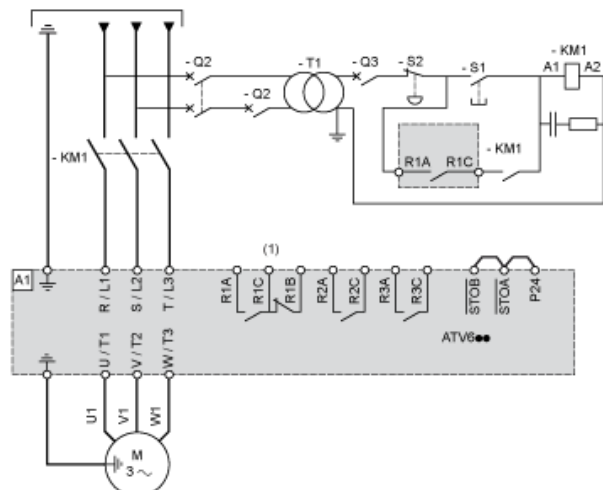 - Q2
- T1
- Q3
- S2
- S1
- KM1
A1
A2
- Q2
- KM1
R1A
R1C
- KM1
(1)
A1
R / L1
S / L2
T / L3
R1A
R1C
R1B
R2A
R2C
R3A
R3C
STOB
STOA
P24
ATV6●●
U / T1
V / T2
W / T3
U1
V1
W1
M
3 ~